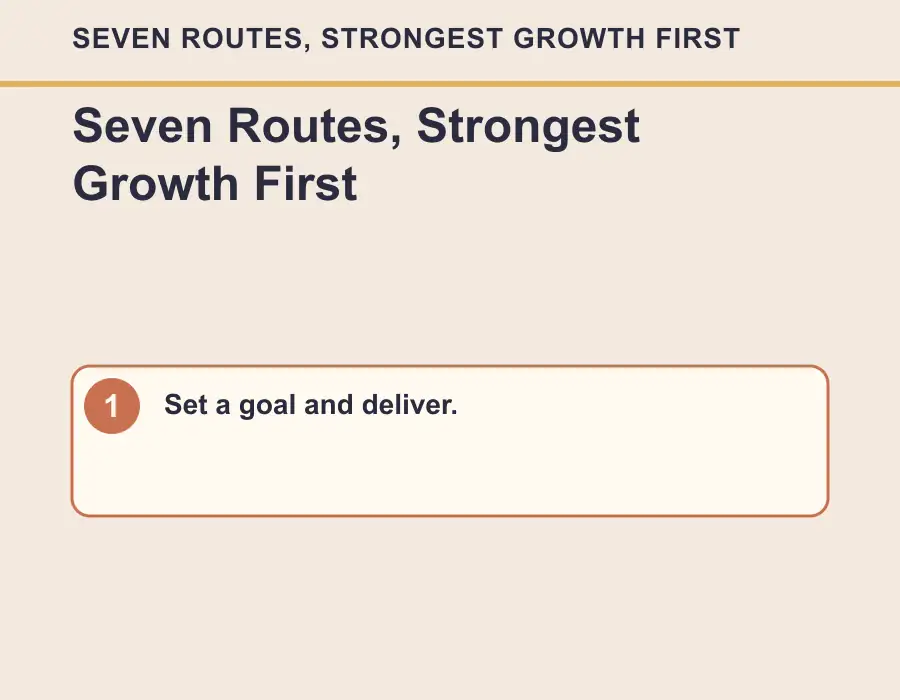 SEVEN ROUTES, STRONGEST GROWTH FIRST
Seven Routes, Strongest
Growth First
1 Set a goal and deliver.